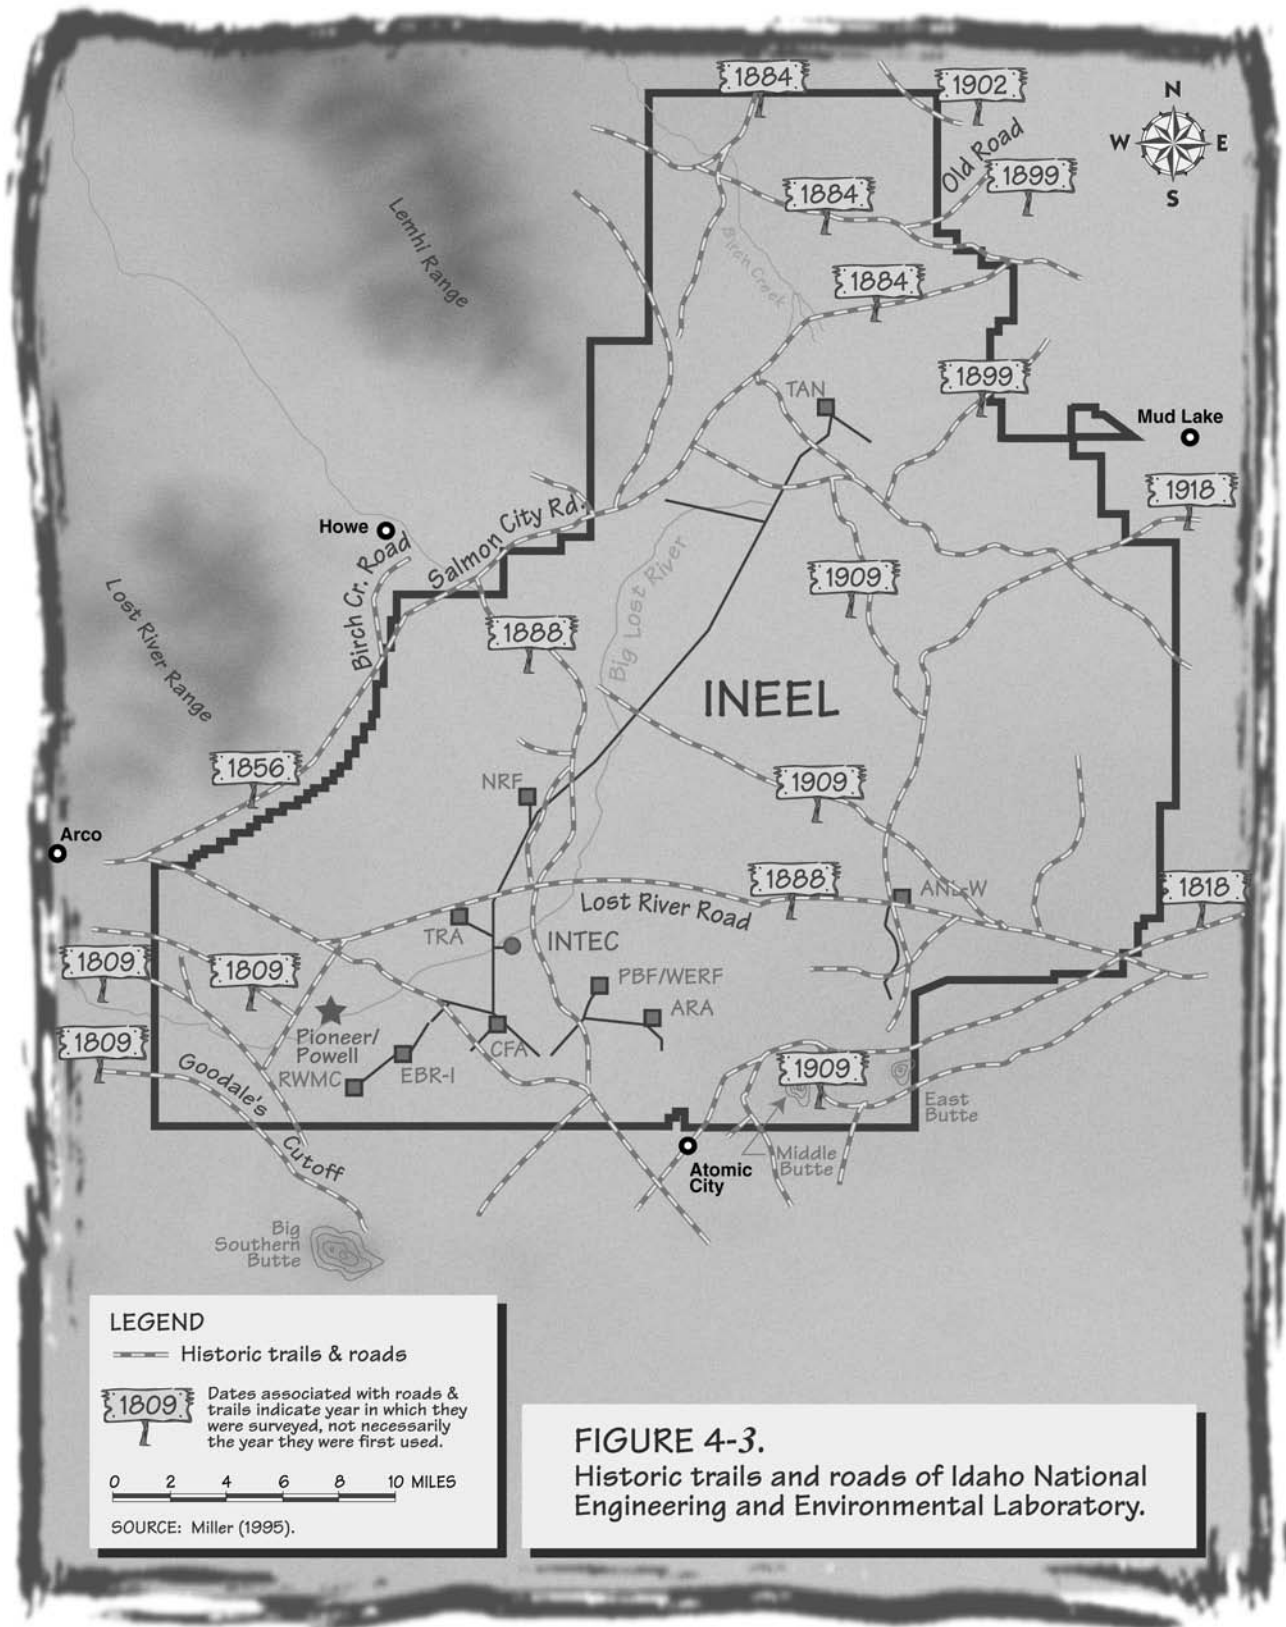 1884
1902
N
W
E
S
Old Road
1899
1884
Lemhi Range
Birch Creek
1884
1899
TAN
Mud Lake
1918
Howe
Salmon City Rd.
Birch Cr. Road
Big Lost River
1909
Lost River Range
1888
INEEL
1856
NRF
1909
Arco
1888
ANL-W
1818
Lost River Road
TRA
INTEC
1809
1809
PBF/WERF
ARA
1809
Pioneer/
Powell
CFA
Goodale's
Cutoff
RWMC
EBR-I
1909
East
Butte
Middle
Butte
Atomic
City
Big
Southern
Butte
LEGEND
Historic trails & roads
1809
Dates associated with roads &
trails indicate year in which they
were surveyed, not necessarily
the year they were first used.
0 2 4 6 8 10 MILES
SOURCE: Miller (1995).
FIGURE 4-3.
Historic trails and roads of Idaho National
Engineering and Environmental Laboratory.